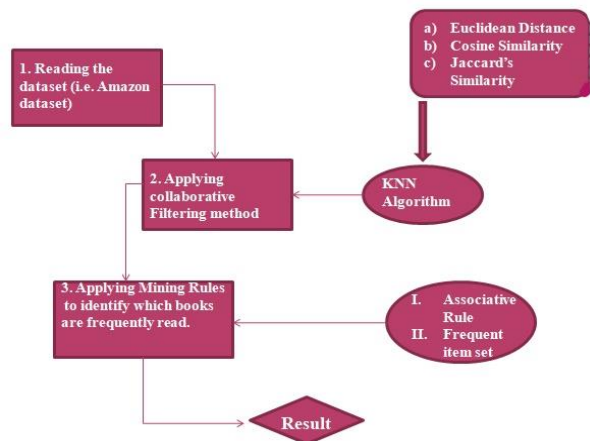 1. Reading the
dataset (i.e. Amazon
dataset)
a) Euclidean Distance
b) Cosine Similarity
c) Jaccard's
Similarity
2. Applying
collaborative
Filtering method
KNN
Algorithm
3. Applying Mining Rules
to identify which books
are frequently read.
I. Associative
Rule
II. Frequent
item set
Result